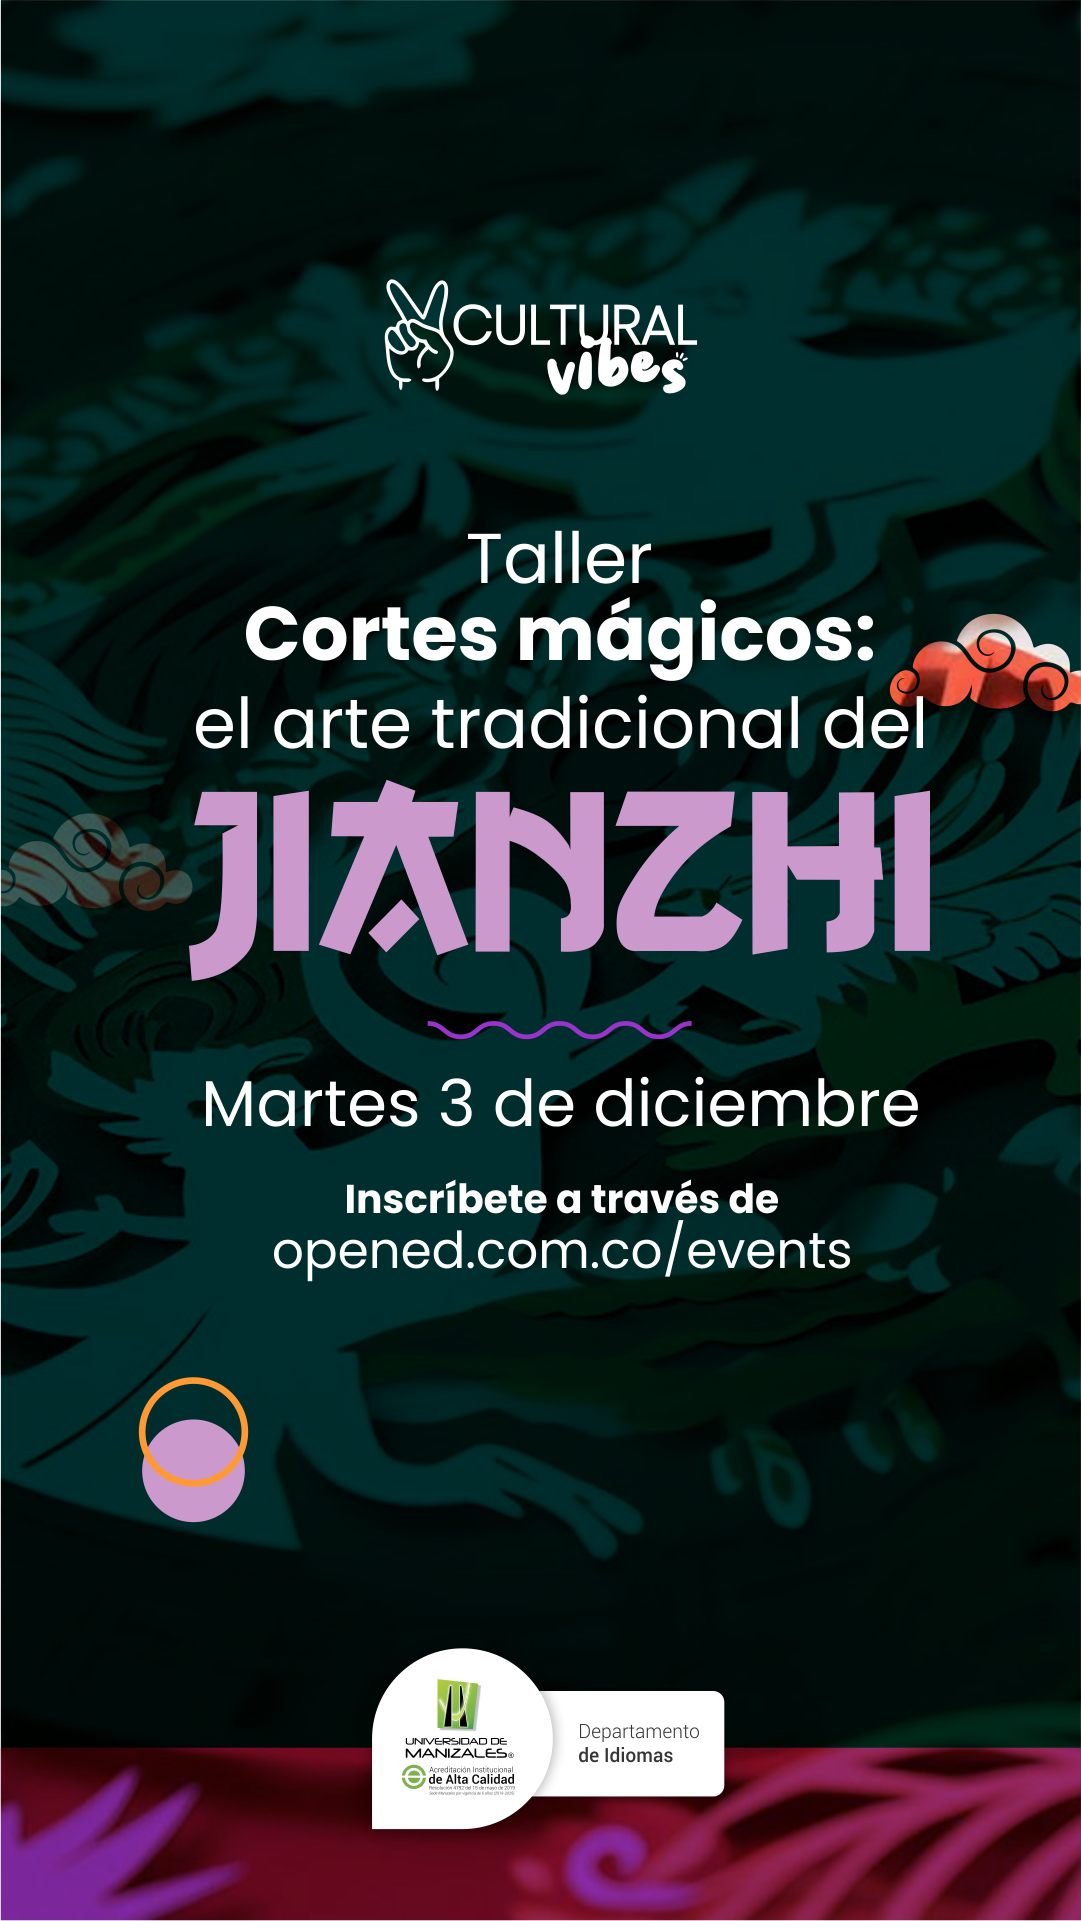 CULTURAL
vibes
Taller
Cortes mágicos:
el arte tradicional del
JIANZHI
Martes 3 de diciembre
Inscríbete a través de
opened.com.co/events
UNIVERSIDAD DE
MANIZALES®
Acreditación Institucional
de Alta Calidad
Departamento
de Idiomas